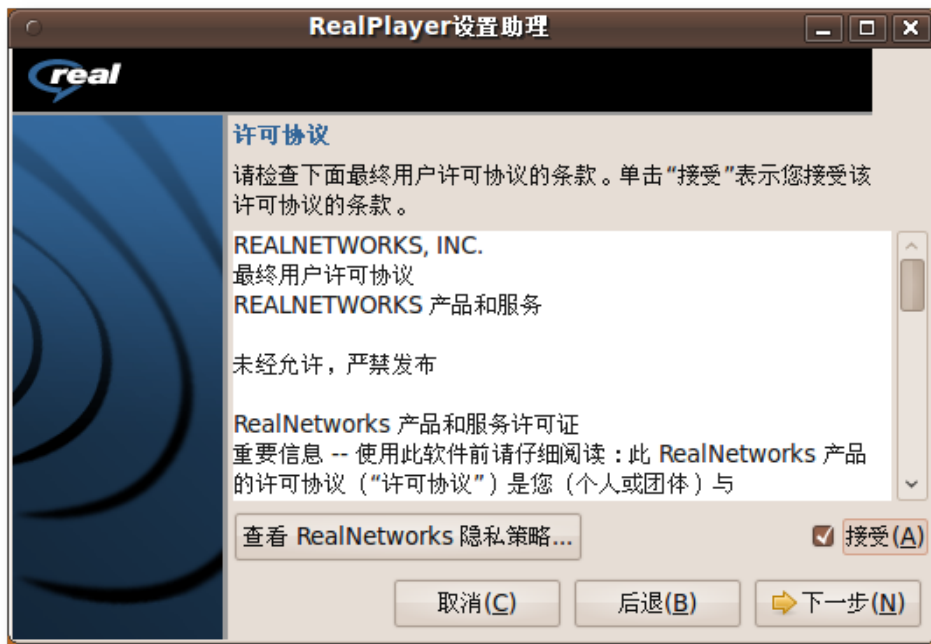 RealPlayer设置助理
real
许可协议
请检查下面最终用户许可协议的条款。单击“接受”表示您接受该
许可协议的条款。
REALNETWORKS, INC.
最终用户许可协议
REALNETWORKS 产品和服务
未经允许，严禁发布
RealNetworks 产品和服务许可证
重要信息 -- 使用此软件前请仔细阅读：此 RealNetworks 产品
的许可协议（“许可协议”）是您（个人或团体）与
查看 RealNetworks 隐私策略...
接受(A)
取消(C)
后退(B)
下一步(N)